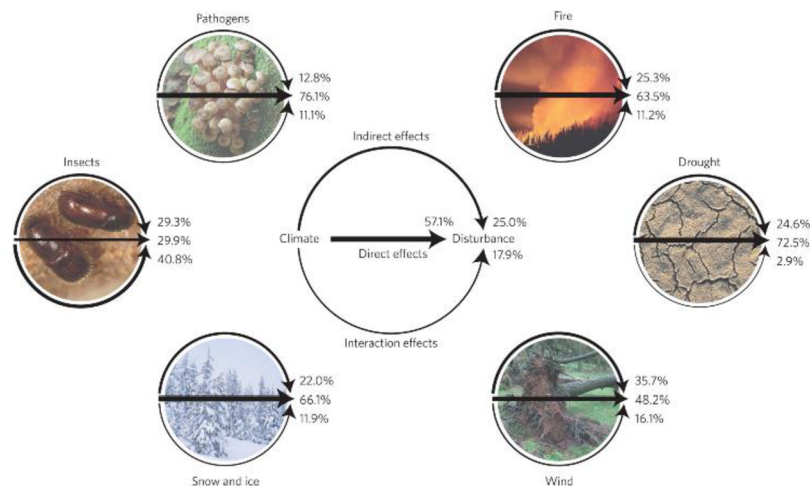 Pathogens
12.8%
76.1%
11.1%
Fire
25.3%
63.5%
11.2%
Insects
29.3%
29.9%
40.8%
Indirect effects
Climate
57.1%
Direct effects
25.0%
Disturbance
17.9%
Interaction effects
Drought
24.6%
72.5%
2.9%
22.0%
66.1%
11.9%
Snow and ice
35.7%
48.2%
16.1%
Wind